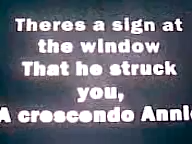 Theres a sign at
the window
That he struck
you,
A crescendo Annie